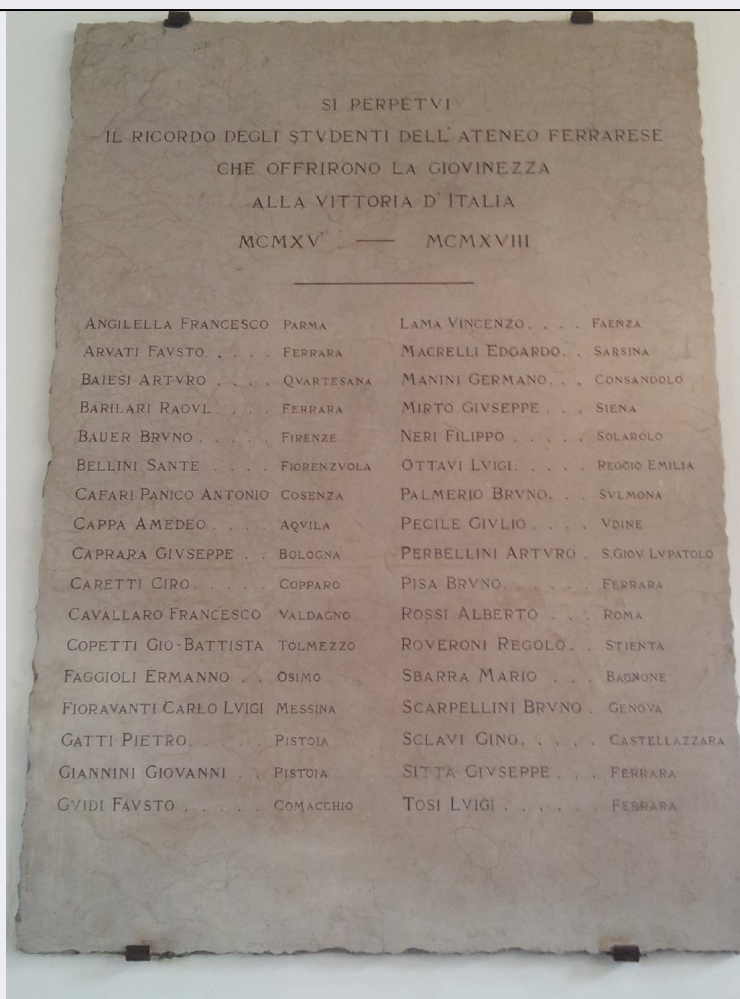 SI PERPETVI
IL RICORDO DEGLI STVDENTI DELL' ATENEO FERRARESE
CHE OFFRIRONO LA GIOVINEZZA
ALLA VITTORIA D'ITALIA
MCMXV — MCMXVIII
ANGILELLA FRANCESCO PARMA
ARVATI FAVSTO. . . . . FERRARA
BAIESI ARTVRO . . . . QVARTESANA
BARILARI RAOVL . . . . FERRARA
BAUER BRVNO . . . . . FIRENZE
BELLINI SANTE . . . . FIORENZVOLA
CAFARI PANICO ANTONIO COSENZA
CAPPA AMEDEO . . . . AQVILA
CAPRARA GIVSEPPE . . BOLOGNA
CARETTI CIRO . . . . . COPPARO
CAVALLARO FRANCESCO VALDAGNO
COPETTI GIO-BATTISTA TOLMEZZO
FAGGIOLI ERMANNO . . OSIMO
FIORAVANTI CARLO LVIGI MESSINA
GATTI PIETRO. . . . . PISTOIA
GIANNINI GIOVANNI . . PISTOIA
GVIDI FAVSTO . . . . . COMACCHIO
LAMA VINCENZO. . . . FAENZA
MACRELLI EDGARDO. . SARSINA
MANINI GERMANO. . . CONSANDOLO
MIRTO GIVSEPPE . . . SIENA
NERI FILIPPO . . . . . SOLAROLO
OTTAVI LVIGI. . . . . REGGIO EMILIA
PALMERIO BRVNO. . . SVLMONA
PECILE GIVLIO . . . . VDINE
PERBELLINI ARTVRO . S.GIOV. LVPATOLO
PISA BRVNO. . . . . . FERRARA
ROSSI ALBERTO . . . ROMA
ROVERONI REGOLO. . STIENTA
SBARRA MARIO . . . BAGNONE
SCARPELLINI BRVNO . GENOVA
SCLAVI GINO. . . . . CASTELLAZZARA
SITTA GIVSEPPE . . . FERRARA
TOSI LVIGI . . . . . . FERRARA